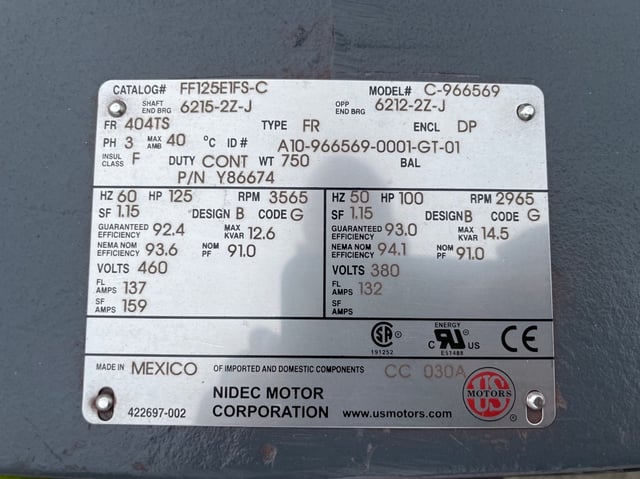 CATALOG# FF125E1FS-C MODEL# C-966569
SHAFT END BRG 6215-2Z-J OPP END BRG 6212-2Z-J
FR 404TS TYPE FR ENCL DP
PH 3 MAX AMB 40 °C ID# A10-966569-0001-GT-01
INSUL CLASS F DUTY CONT WT 750 BAL
P/N Y86674
HZ 60 HP 125 RPM 3565
SF 1.15 DESIGN B CODE G
GUARANTEED EFFICIENCY 92.4 MAX KVAR 12.6
NEMA NOM EFFICIENCY 93.6 NOM PF 91.0
VOLTS 460
FL AMPS 137
SF AMPS 159
HZ 50 HP 100 RPM 2965
SF 1.15 DESIGN B CODE G
GUARANTEED EFFICIENCY 93.0 MAX KVAR 14.5
NEMA NOM EFFICIENCY 94.1 NOM PF 91.0
VOLTS 380
FL AMPS 132
SF AMPS
SA 191252
ENERGY
C UR US
E51488
CE
MADE IN MEXICO OF IMPORTED AND DOMESTIC COMPONENTS CC 030A
422697-002
NIDEC MOTOR
CORPORATION
www.usmotors.com
US MOTORS